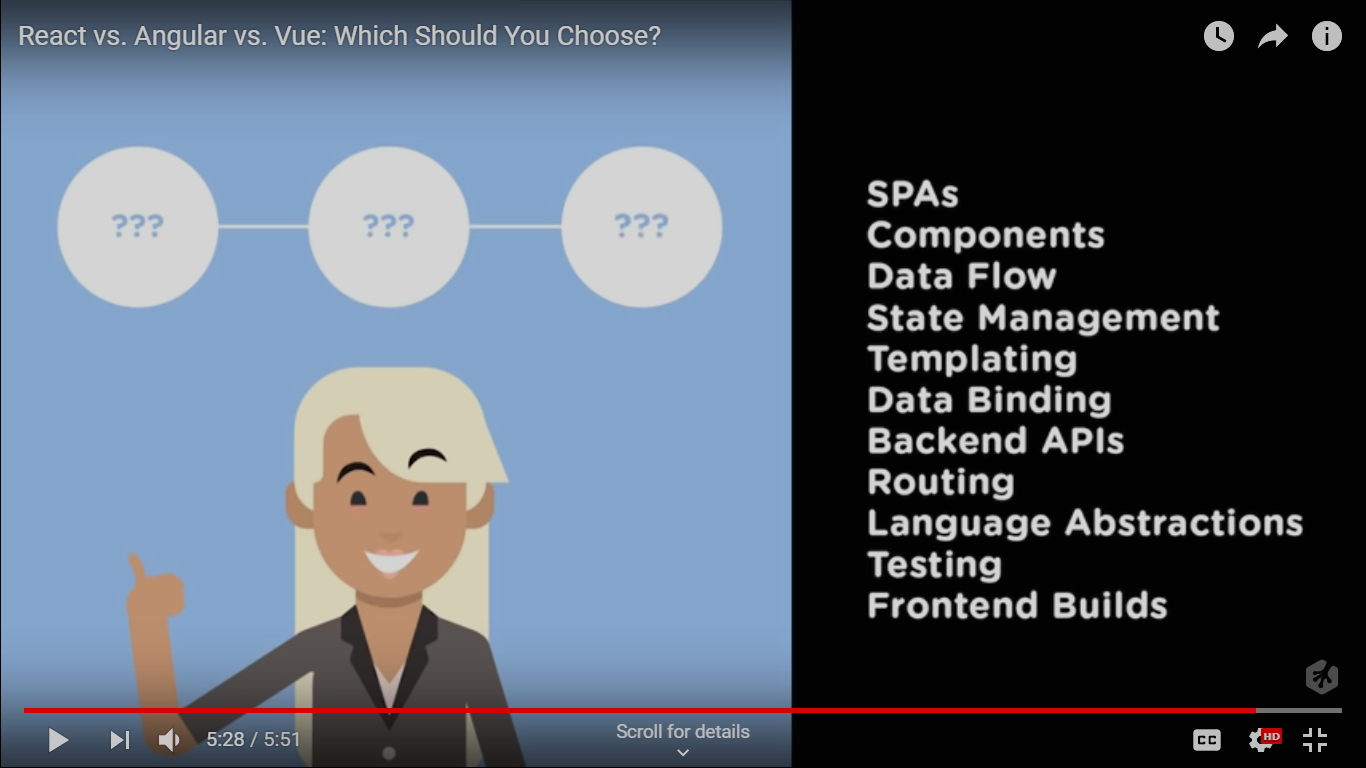 React vs. Angular vs. Vue: Which Should You Choose?
??? ??? ???
SPAs
Components
Data Flow
State Management
Templating
Data Binding
Backend APIs
Routing
Language Abstractions
Testing
Frontend Builds
5:28 / 5:51
Scroll for details
CC
HD